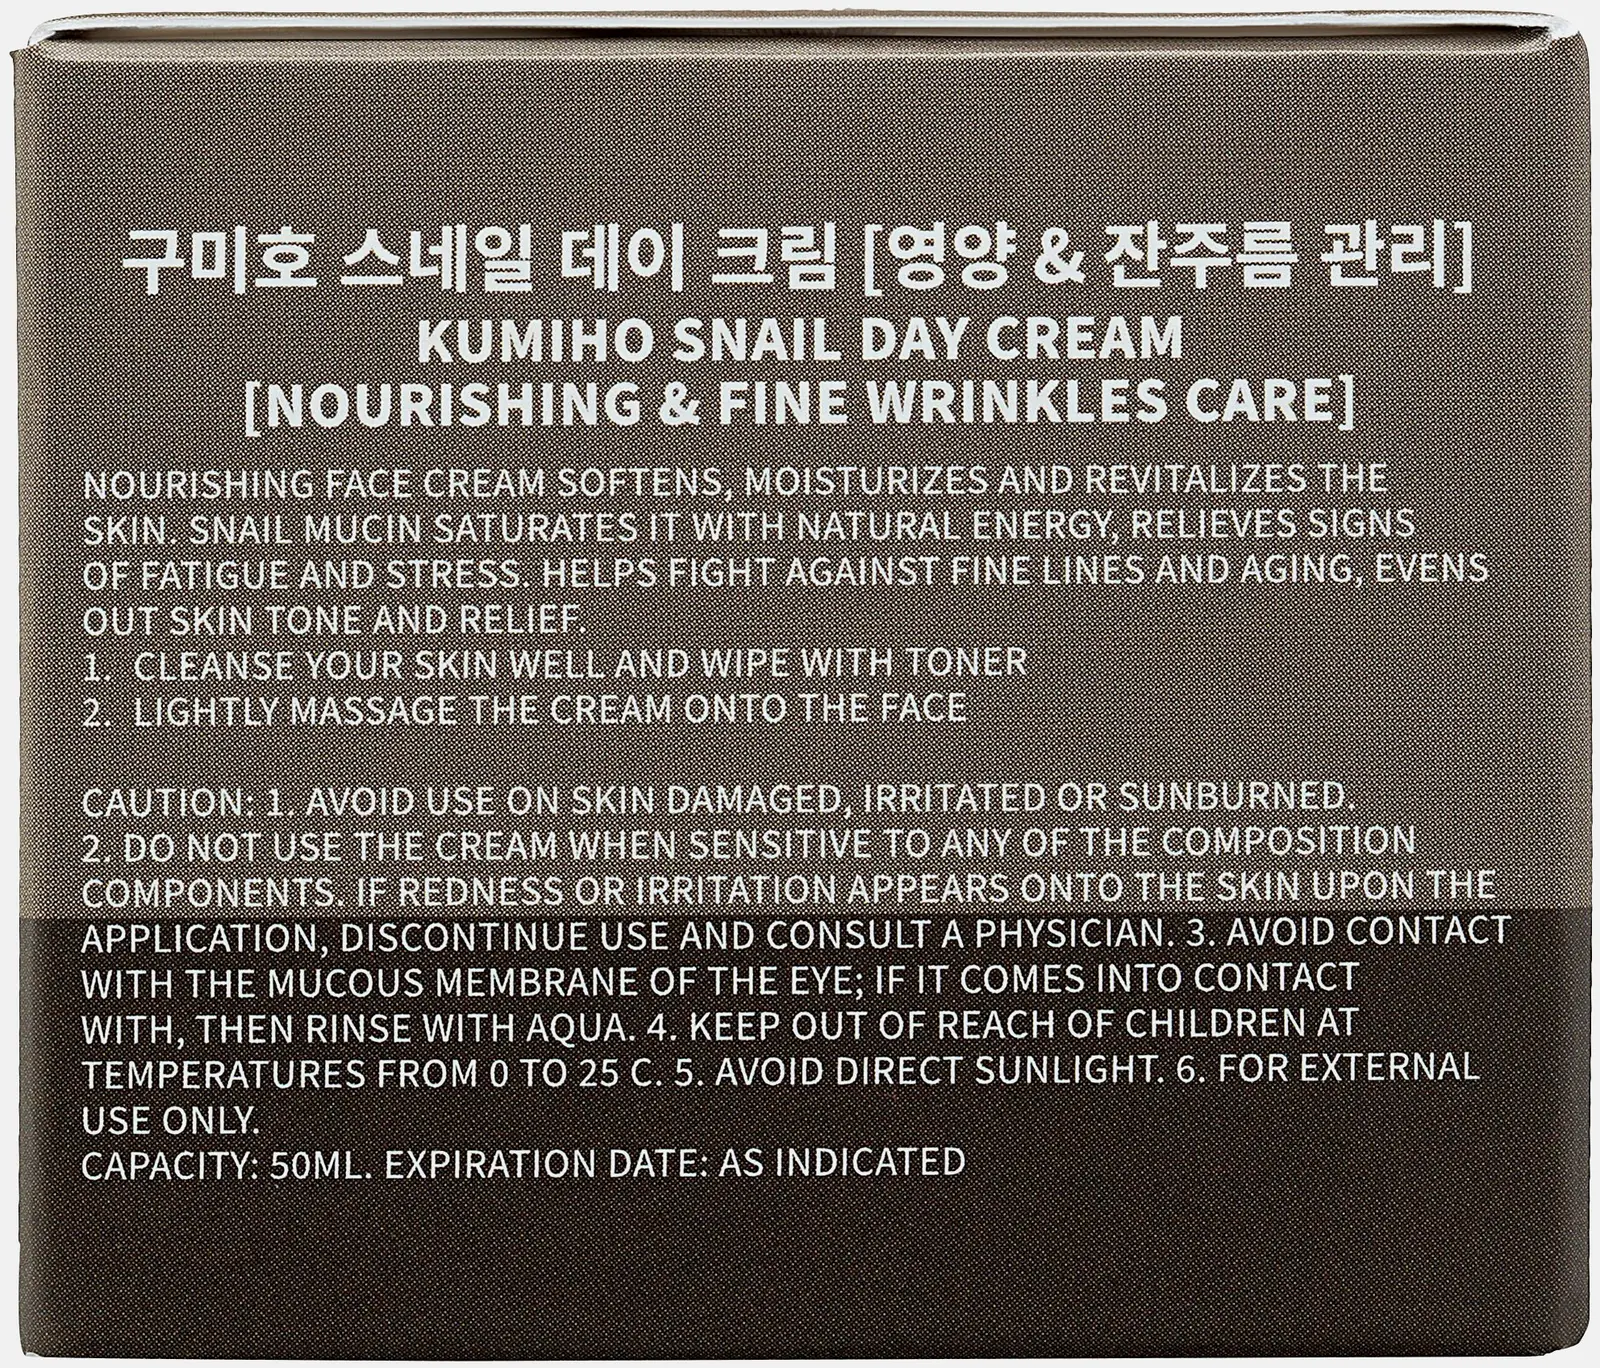 구미호 스네일 데이 크림 [영양 & 잔주름 관리]
KUMIHO SNAIL DAY CREAM
[NOURISHING & FINE WRINKLES CARE]
NOURISHING FACE CREAM SOFTENS, MOISTURIZES AND REVITALIZES THE
SKIN. SNAIL MUCIN SATURATES IT WITH NATURAL ENERGY, RELIEVES SIGNS
OF FATIGUE AND STRESS. HELPS FIGHT AGAINST FINE LINES AND AGING, EVENS
OUT SKIN TONE AND RELIEF.
1. CLEANSE YOUR SKIN WELL AND WIPE WITH TONER
2. LIGHTLY MASSAGE THE CREAM ONTO THE FACE
CAUTION: 1. AVOID USE ON SKIN DAMAGED, IRRITATED OR SUNBURNED.
2. DO NOT USE THE CREAM WHEN SENSITIVE TO ANY OF THE COMPOSITION
COMPONENTS. IF REDNESS OR IRRITATION APPEARS ONTO THE SKIN UPON THE
APPLICATION, DISCONTINUE USE AND CONSULT A PHYSICIAN. 3. AVOID CONTACT
WITH THE MUCOUS MEMBRANE OF THE EYE; IF IT COMES INTO CONTACT
WITH, THEN RINSE WITH AQUA. 4. KEEP OUT OF REACH OF CHILDREN AT
TEMPERATURES FROM 0 TO 25 C. 5. AVOID DIRECT SUNLIGHT. 6. FOR EXTERNAL
USE ONLY.
CAPACITY: 50ML. EXPIRATION DATE: AS INDICATED